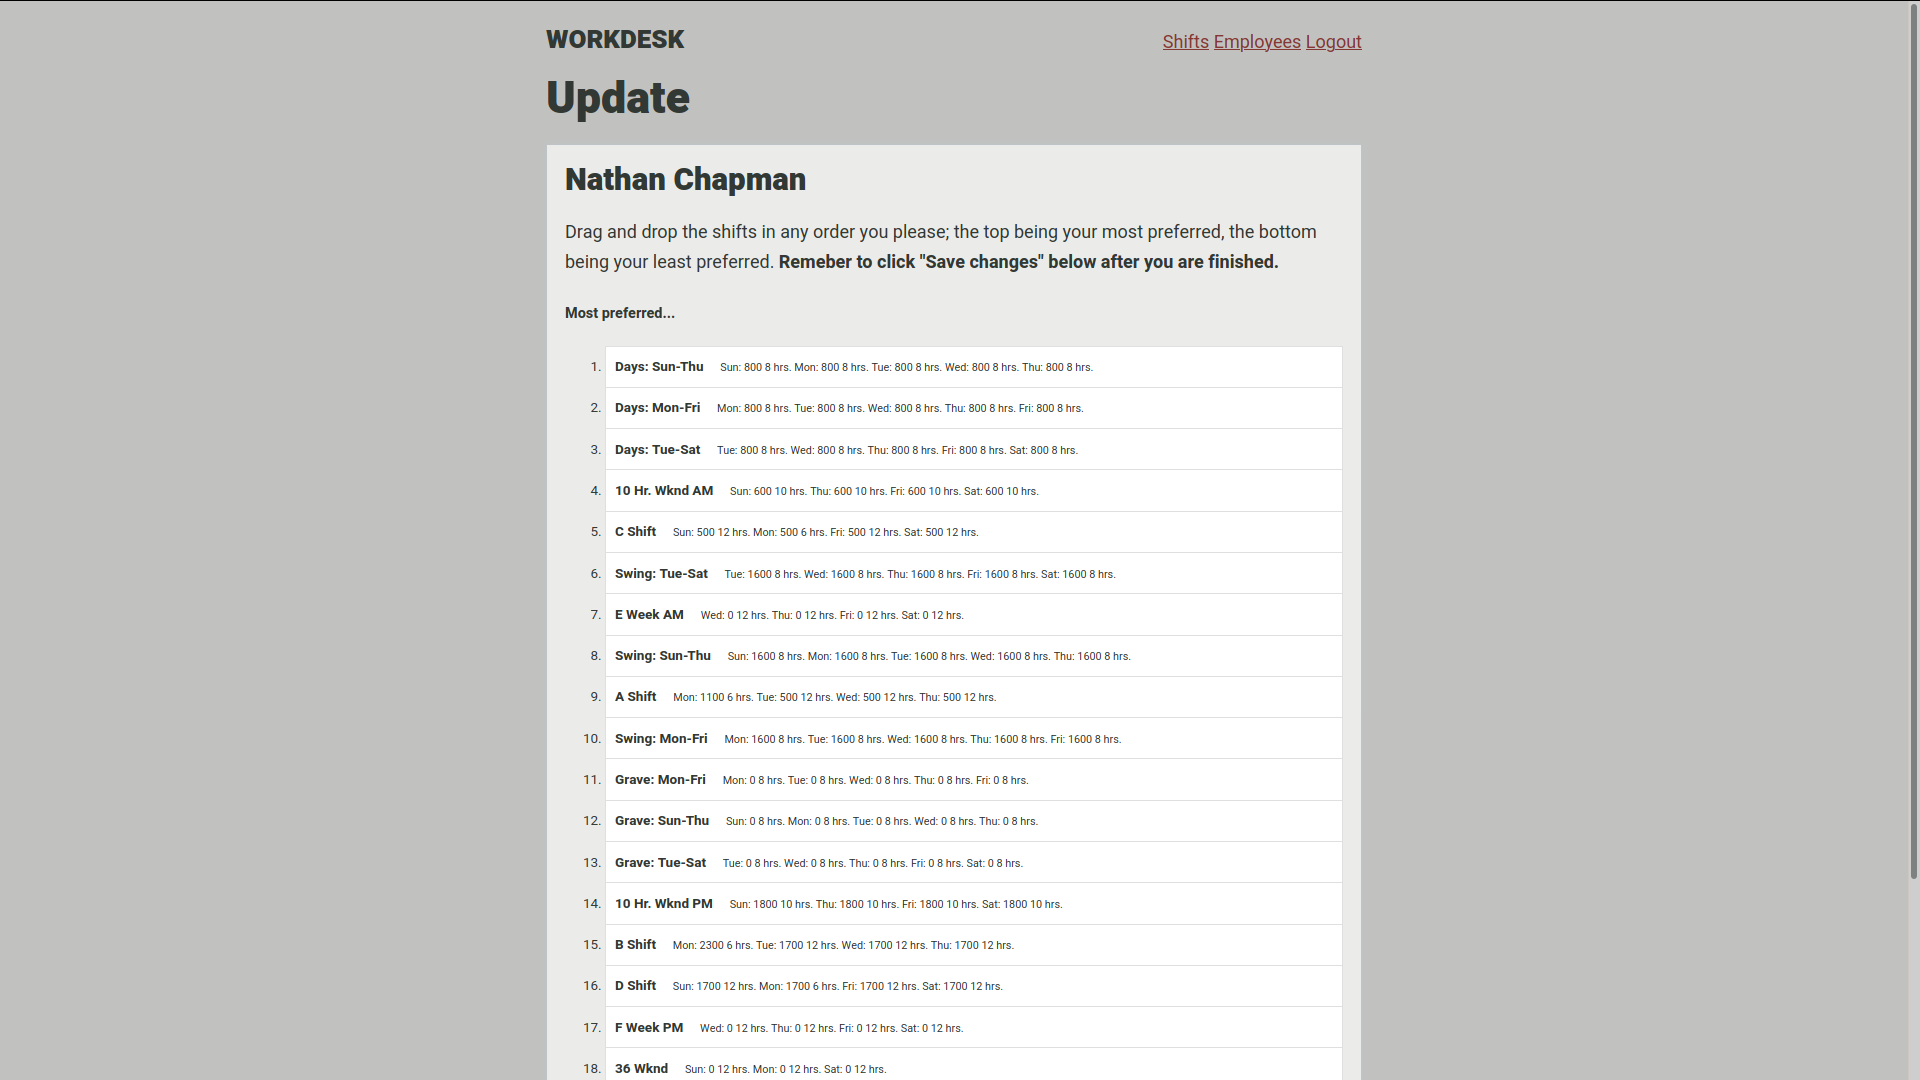 WORKDESK
Shifts Employees Logout
Update
Nathan Chapman
Drag and drop the shifts in any order you please; the top being your most preferred, the bottom
being your least preferred. Remeber to click "Save changes" below after you are finished.
Most preferred...
1. Days: Sun-Thu Sun: 800 8 hrs. Mon: 800 8 hrs. Tue: 800 8 hrs. Wed: 800 8 hrs. Thu: 800 8 hrs.
2. Days: Mon-Fri Mon: 800 8 hrs. Tue: 800 8 hrs. Wed: 800 8 hrs. Thu: 800 8 hrs. Fri: 800 8 hrs.
3. Days: Tue-Sat Tue: 800 8 hrs. Wed: 800 8 hrs. Thu: 800 8 hrs. Fri: 800 8 hrs. Sat: 800 8 hrs.
4. 10 Hr. Wknd AM Sun: 600 10 hrs. Thu: 600 10 hrs. Fri: 600 10 hrs. Sat: 600 10 hrs.
5. C Shift Sun: 500 12 hrs. Mon: 500 6 hrs. Fri: 500 12 hrs. Sat: 500 12 hrs.
6. Swing: Tue-Sat Tue: 1600 8 hrs. Wed: 1600 8 hrs. Thu: 1600 8 hrs. Fri: 1600 8 hrs. Sat: 1600 8 hrs.
7. E Week AM Wed: 0 12 hrs. Thu: 0 12 hrs. Fri: 0 12 hrs. Sat: 0 12 hrs.
8. Swing: Sun-Thu Sun: 1600 8 hrs. Mon: 1600 8 hrs. Tue: 1600 8 hrs. Wed: 1600 8 hrs. Thu: 1600 8 hrs.
9. A Shift Mon: 1100 6 hrs. Tue: 500 12 hrs. Wed: 500 12 hrs. Thu: 500 12 hrs.
10. Swing: Mon-Fri Mon: 1600 8 hrs. Tue: 1600 8 hrs. Wed: 1600 8 hrs. Thu: 1600 8 hrs. Fri: 1600 8 hrs.
11. Grave: Mon-Fri Mon: 0 8 hrs. Tue: 0 8 hrs. Wed: 0 8 hrs. Thu: 0 8 hrs. Fri: 0 8 hrs.
12. Grave: Sun-Thu Sun: 0 8 hrs. Mon: 0 8 hrs. Tue: 0 8 hrs. Wed: 0 8 hrs. Thu: 0 8 hrs.
13. Grave: Tue-Sat Tue: 0 8 hrs. Wed: 0 8 hrs. Thu: 0 8 hrs. Fri: 0 8 hrs. Sat: 0 8 hrs.
14. 10 Hr. Wknd PM Sun: 1800 10 hrs. Thu: 1800 10 hrs. Fri: 1800 10 hrs. Sat: 1800 10 hrs.
15. B Shift Mon: 2300 6 hrs. Tue: 1700 12 hrs. Wed: 1700 12 hrs. Thu: 1700 12 hrs.
16. D Shift Sun: 1700 12 hrs. Mon: 1700 6 hrs. Fri: 1700 12 hrs. Sat: 1700 12 hrs.
17. F Week PM Wed: 0 12 hrs. Thu: 0 12 hrs. Fri: 0 12 hrs. Sat: 0 12 hrs.
18. 36 Wknd Sun: 0 12 hrs. Mon: 0 12 hrs. Sat: 0 12 hrs.